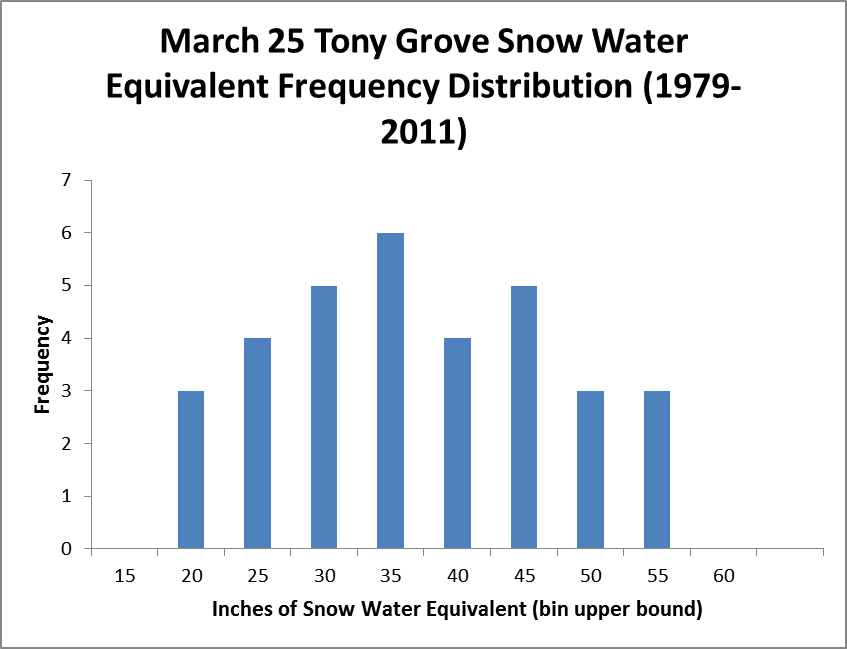 March 25 Tony Grove Snow Water
Equivalent Frequency Distribution (1979-
2011)
7
6
5
4
3
2
1
0
Frequency
15 20 25 30 35 40 45 50 55 60
Inches of Snow Water Equivalent (bin upper bound)